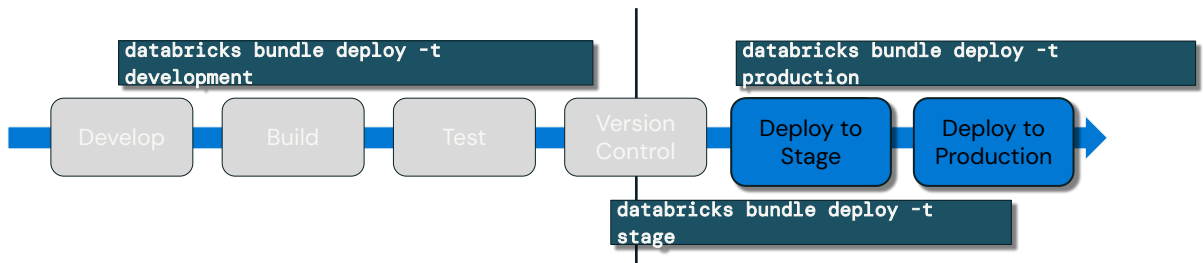 databricks bundle deploy -t
development
databricks bundle deploy -t
production
Develop
Build
Test
Version
Control
Deploy to
Stage
Deploy to
Production
databricks bundle deploy -t
stage